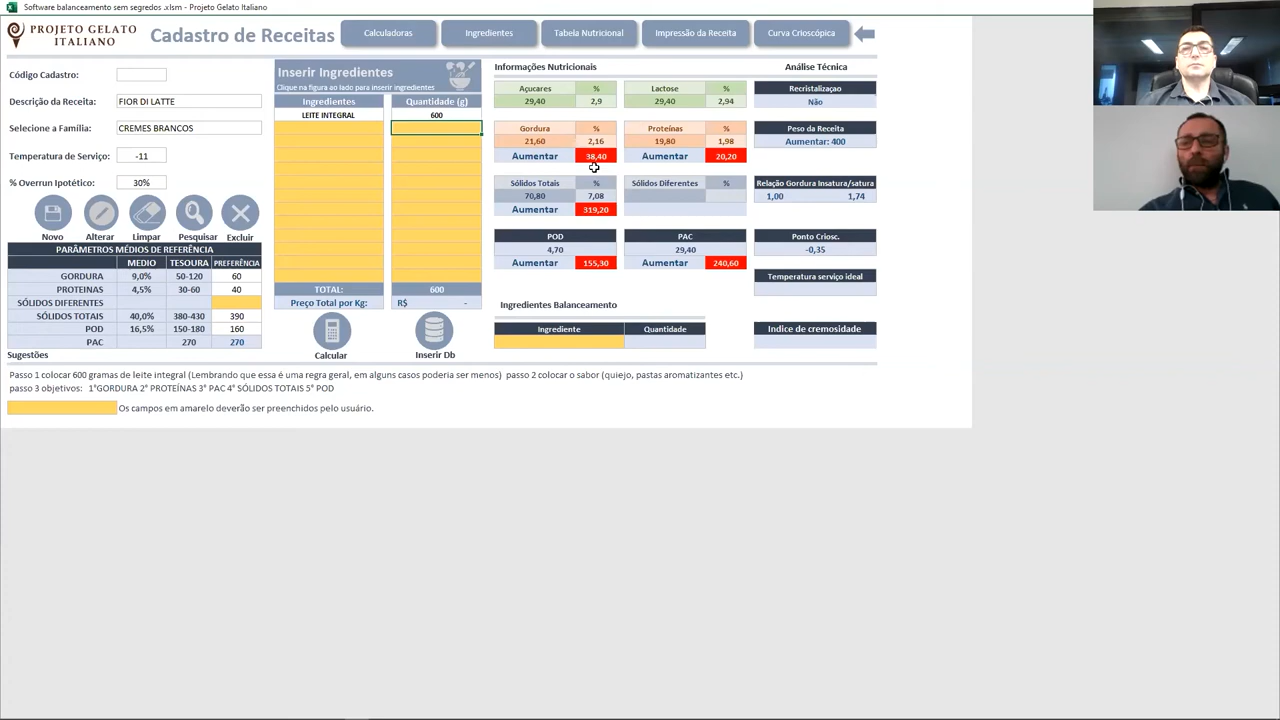 Software balanceamento sem segredos .xlsm - Projeto Gelato Italiano
PROJETO GELATO
ITALIANO
Cadastro de Receitas
Calculadoras
Ingredientes
Tabela Nutricional
Impressão da Receita
Curva Crioscópica
Código Cadastro:
Descrição da Receita: FIOR DI LATTE
Selecione a Família: CREMES BRANCOS
Temperatura de Serviço: -11
% Overrun Ipotético: 30%
Novo Alterar Limpar Pesquisar Excluir
PARÂMETROS MÉDIOS DE REFERÊNCIA
MEDIO TESOURA PREFERÊNCIA
GORDURA 9,0% 50-120 60
PROTEINAS 4,5% 30-60 40
SÓLIDOS DIFERENTES
SÓLIDOS TOTAIS 40,0% 380-430 390
POD 16,5% 150-180 160
PAC 270 270
Inserir Ingredientes
Clique na figura ao lado para inserir ingredientes
Ingredientes Quantidade (g)
LEITE INTEGRAL 600
TOTAL: 600
Preço Total por Kg: R$ -
Calcular Inserir Db
Informações Nutricionais
Açucares % Lactose %
29,40 2,9 29,40 2,94
Gordura % Proteínas %
21,60 2,16 19,80 1,98
Aumentar 38,40 Aumentar 20,20
Sólidos Totais % Sólidos Diferentes %
70,80 7,08
Aumentar 319,20
POD PAC
4,70 29,40
Aumentar 155,30 Aumentar 240,60
Ingredientes Balanceamento
Ingrediente Quantidade
Análise Técnica
Recristalizaçao
Não
Peso da Receita
Aumentar: 400
Relação Gordura Insatura/satura
1,00 1,74
Ponto Criosc.
-0,35
Temperatura serviço ideal
Indice de cremosidade
Sugestões
Passo 1 colocar 600 gramas de leite integral (Lembrando que essa é uma regra geral, em alguns casos poderia ser menos) passo 2 colocar o sabor (quiejo, pastas aromatizantes etc.)
passo 3 objetivos: 1°GORDURA 2° PROTEÍNAS 3° PAC 4° SÓLIDOS TOTAIS 5° POD
Os campos em amarelo deverão ser preenchidos pelo usuário.